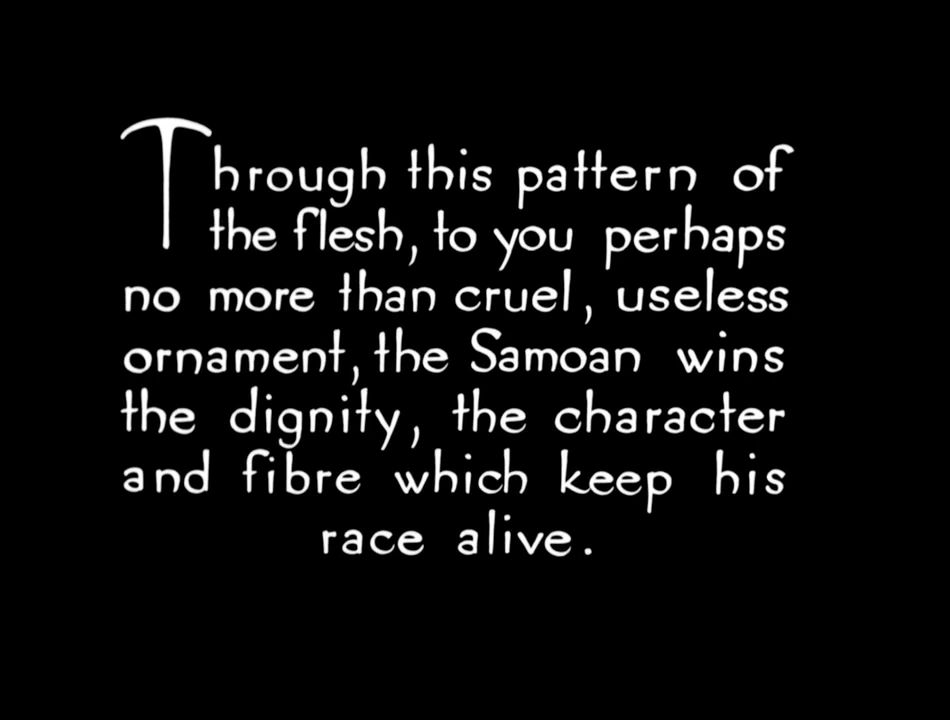 Through this pattern of
the flesh, to you perhaps
no more than cruel, useless
ornament, the Samoan wins
the dignity, the character
and fibre which keep his
race alive.